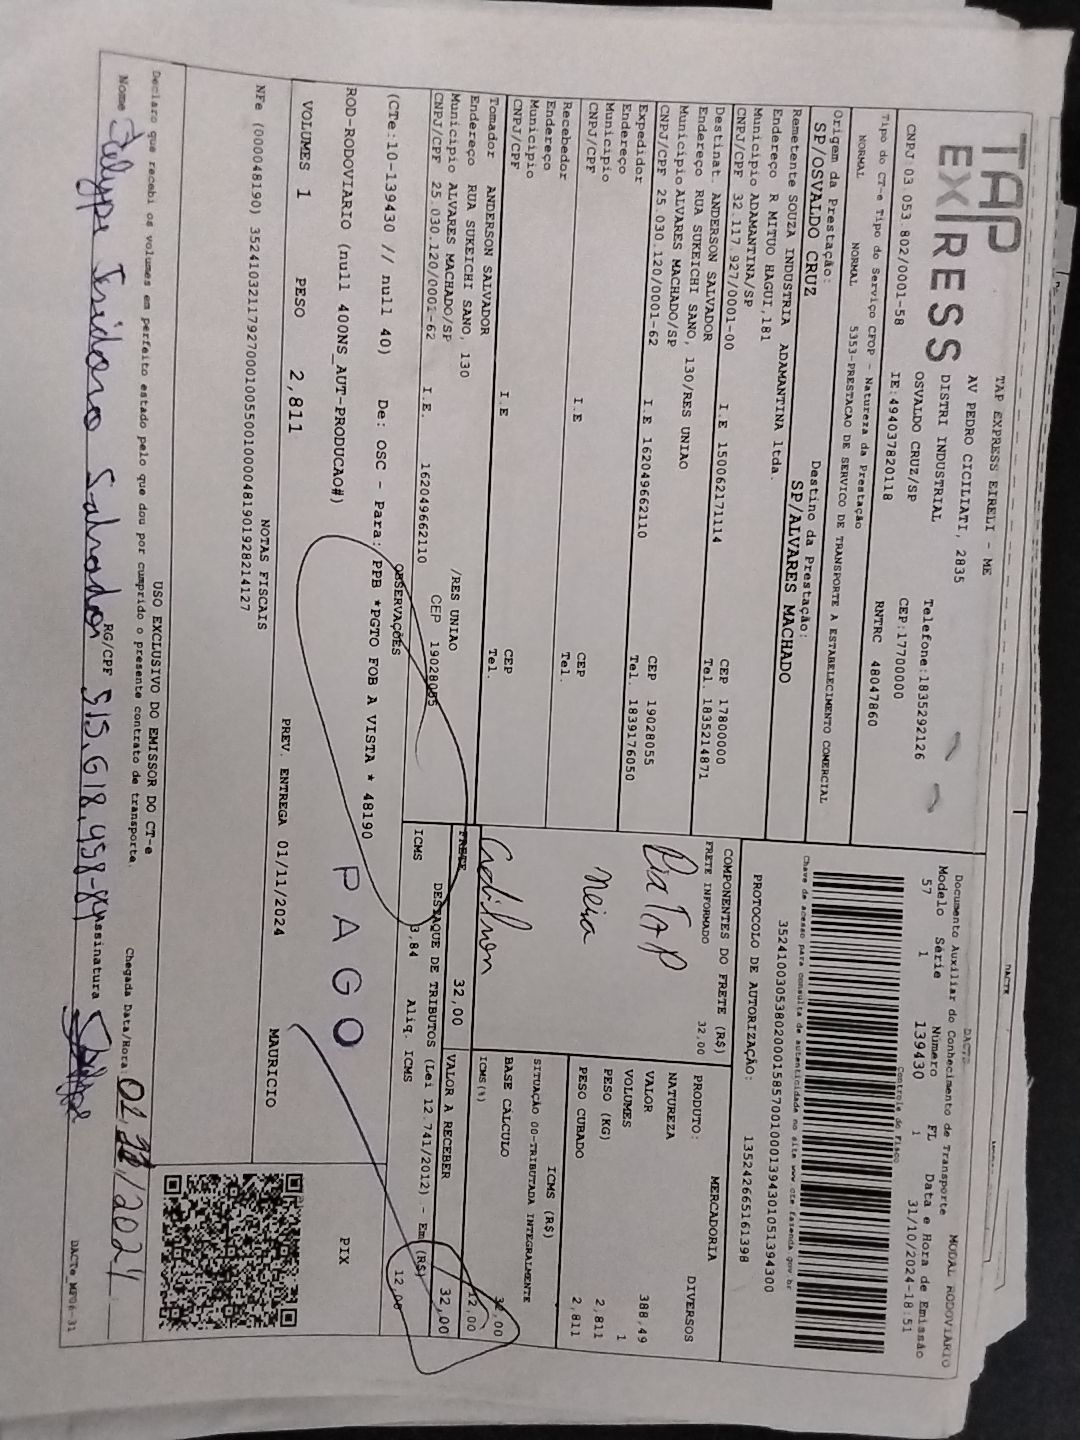 TAP
EXPRESS
TAP EXPRESS EIRELI - ME
AV PEDRO CICILIATI, 2835
DISTRI INDUSTRIAL
Telefone:1835292126
OSVALDO CRUZ/SP
CEP:17700000
CNPJ:03.053.802/0001-58
IE:494037820118
RNTRC 48047860
Tipo do CT-e Tipo do Serviço CFOP - Natureza da Prestação
NORMAL NORMAL 5353-PRESTACAO DE SERVICO DE TRANSPORTE A ESTABELECIMENTO COMERCIAL
Origem da Prestação: Destino da Prestação:
SP/OSVALDO CRUZ SP/ALVARES MACHADO
Remetente SOUZA INDUSTRIA ADAMANTINA ltda.
Endereço R MITUO HAGUI,181
Municipio ADAMANTINA/SP CEP 17800000
CNPJ/CPF 32.117.927/0001-00 I.E 150062171114 Tel. 1835214871
Destinat. ANDERSON SALVADOR
Endereço RUA SUKEICHI SANO, 130/RES UNIAO
Municipio ALVARES MACHADO/SP CEP 19028055
CNPJ/CPF 25.030.120/0001-62 I.E 162049662110 Tel. 1839176050
Expedidor
Endereço
Municipio CEP
CNPJ/CPF I.E Tel.
Recebedor
Endereço
Municipio CEP
CNPJ/CPF I.E Tel.
Tomador ANDERSON SALVADOR
Endereço RUA SUKEICHI SANO, 130 /RES UNIAO
Municipio ALVARES MACHADO/SP CEP 19028055
CNPJ/CPF 25.030.120/0001-62 I.E. 162049662110
DACTE
Documento Auxiliar do Conhecimento de Transporte
MODAL RODOVIÁRIO
Modelo Série Número FL Data e Hora de Emissão
57 1 139430 1 31/10/2024-18:51
Controle do Fisco
Chave de acesso para consulta de autenticidade no site www.cte.fazenda.gov.br
35241003053802000158570010001394301051394300
PROTOCOLO DE AUTORIZAÇÃO: 135242665161398
COMPONENTES DO FRETE (R$)
FRETE INFORMADO 32,00
TAP
Neia
PRODUTO: MERCADORIA
NATUREZA DIVERSOS
VALOR 388,49
VOLUMES 1
PESO (KG) 2,811
PESO CUBADO 2,811
ICMS (R$)
SITUAÇÃO 00-TRIBUTADA INTEGRALMENTE
BASE CÁLCULO 32,00
ICMS(%) 12,00
FRETE 32,00
VALOR A RECEBER 32,00
DESTAQUE DE TRIBUTOS (Lei 12.741/2012) - Em (R$)
ICMS 3,84 Aliq. ICMS 12,00
OBSERVAÇÕES
(CTe:10-139430 // null 40) De: OSC - Para: PPB *PGTO FOB A VISTA * 48190
ROD-RODOVIARIO (null 400NS_AUT-PRODUCAO#)
PAGO
PIX
VOLUMES 1 PESO 2,811 PREV. ENTREGA 01/11/2024 MAURICIO
NOTAS FISCAIS
NFe (000048190) 35241032117927000100550010000481901928214127
USO EXCLUSIVO DO EMISSOR DO CT-e
Declaro que recebi os volumes em perfeito estado pelo que dou por cumprido o presente contrato de transporte.
Chegada Data/Hora
Nome Felype Isidoro Salvador RG/CPF 515.618.458-89 Assinatura
DACTe_MF06-31